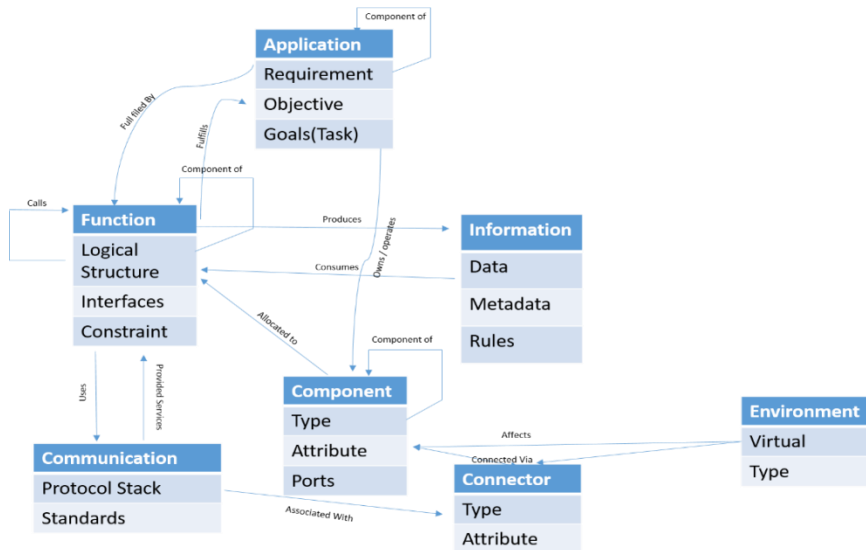 Component of
Application
Requirement
Objective
Goals(Task)
Full filed By
Fulfills
Component of
Calls
Function
Logical
Structure
Interfaces
Constraint
Produces
Information
Data
Metadata
Rules
Consumes
Owns / operates
Allocated to
Component of
Component
Type
Attribute
Ports
Uses
Provided Services
Communication
Protocol Stack
Standards
Associated With
Affects
Connected Via
Connector
Type
Attribute
Environment
Virtual
Type